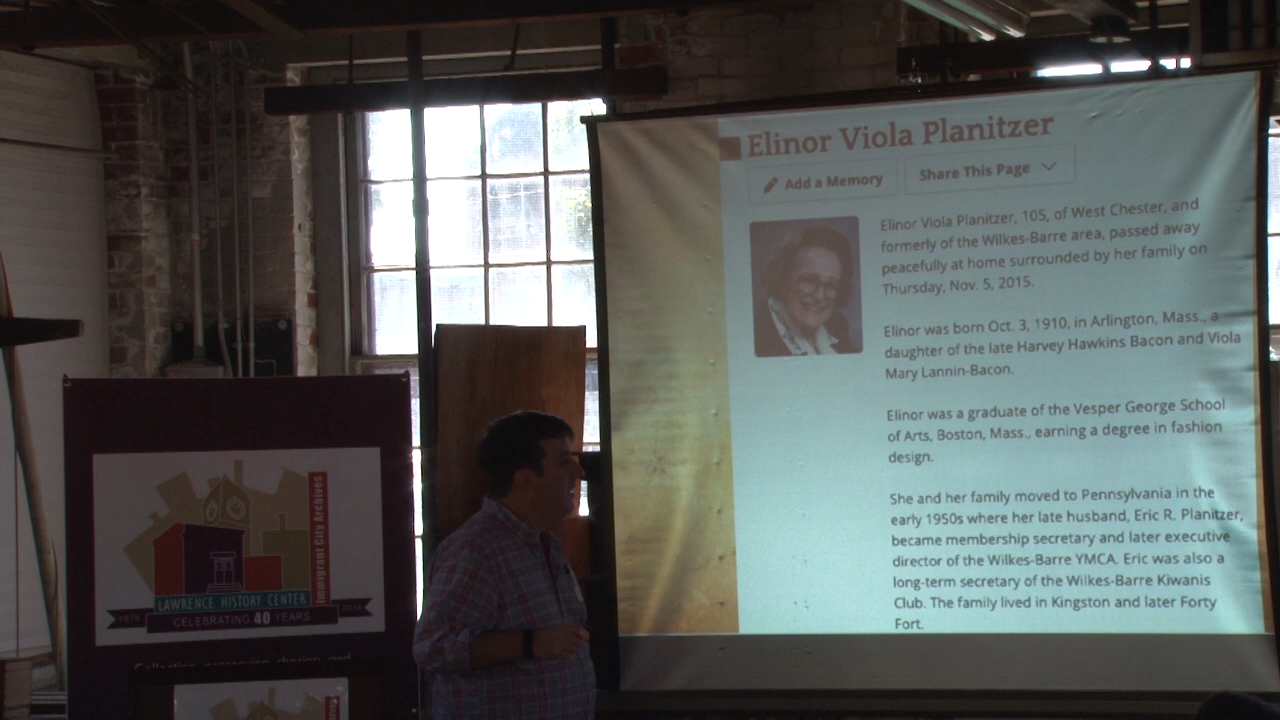 Elinor Viola Planitzer
Add a Memory
Share This Page
Elinor Viola Planitzer, 105, of West Chester, and
formerly of the Wilkes-Barre area, passed away
peacefully at home surrounded by her family on
Thursday, Nov. 5, 2015.
Elinor was born Oct. 3, 1910, in Arlington, Mass., a
daughter of the late Harvey Hawkins Bacon and Viola
Mary Lannin-Bacon.
Elinor was a graduate of the Vesper George School
of Arts, Boston, Mass., earning a degree in fashion
design.
She and her family moved to Pennsylvania in the
early 1950s where her late husband, Eric R. Planitzer,
became membership secretary and later executive
director of the Wilkes-Barre YMCA. Eric was also a
long-term secretary of the Wilkes-Barre Kiwanis
Club. The family lived in Kingston and later Forty
Fort.
Immigrant City Archives
LAWRENCE HISTORY CENTER
1978
CELEBRATING 40 YEARS
Collecting, preserving, sharing, and